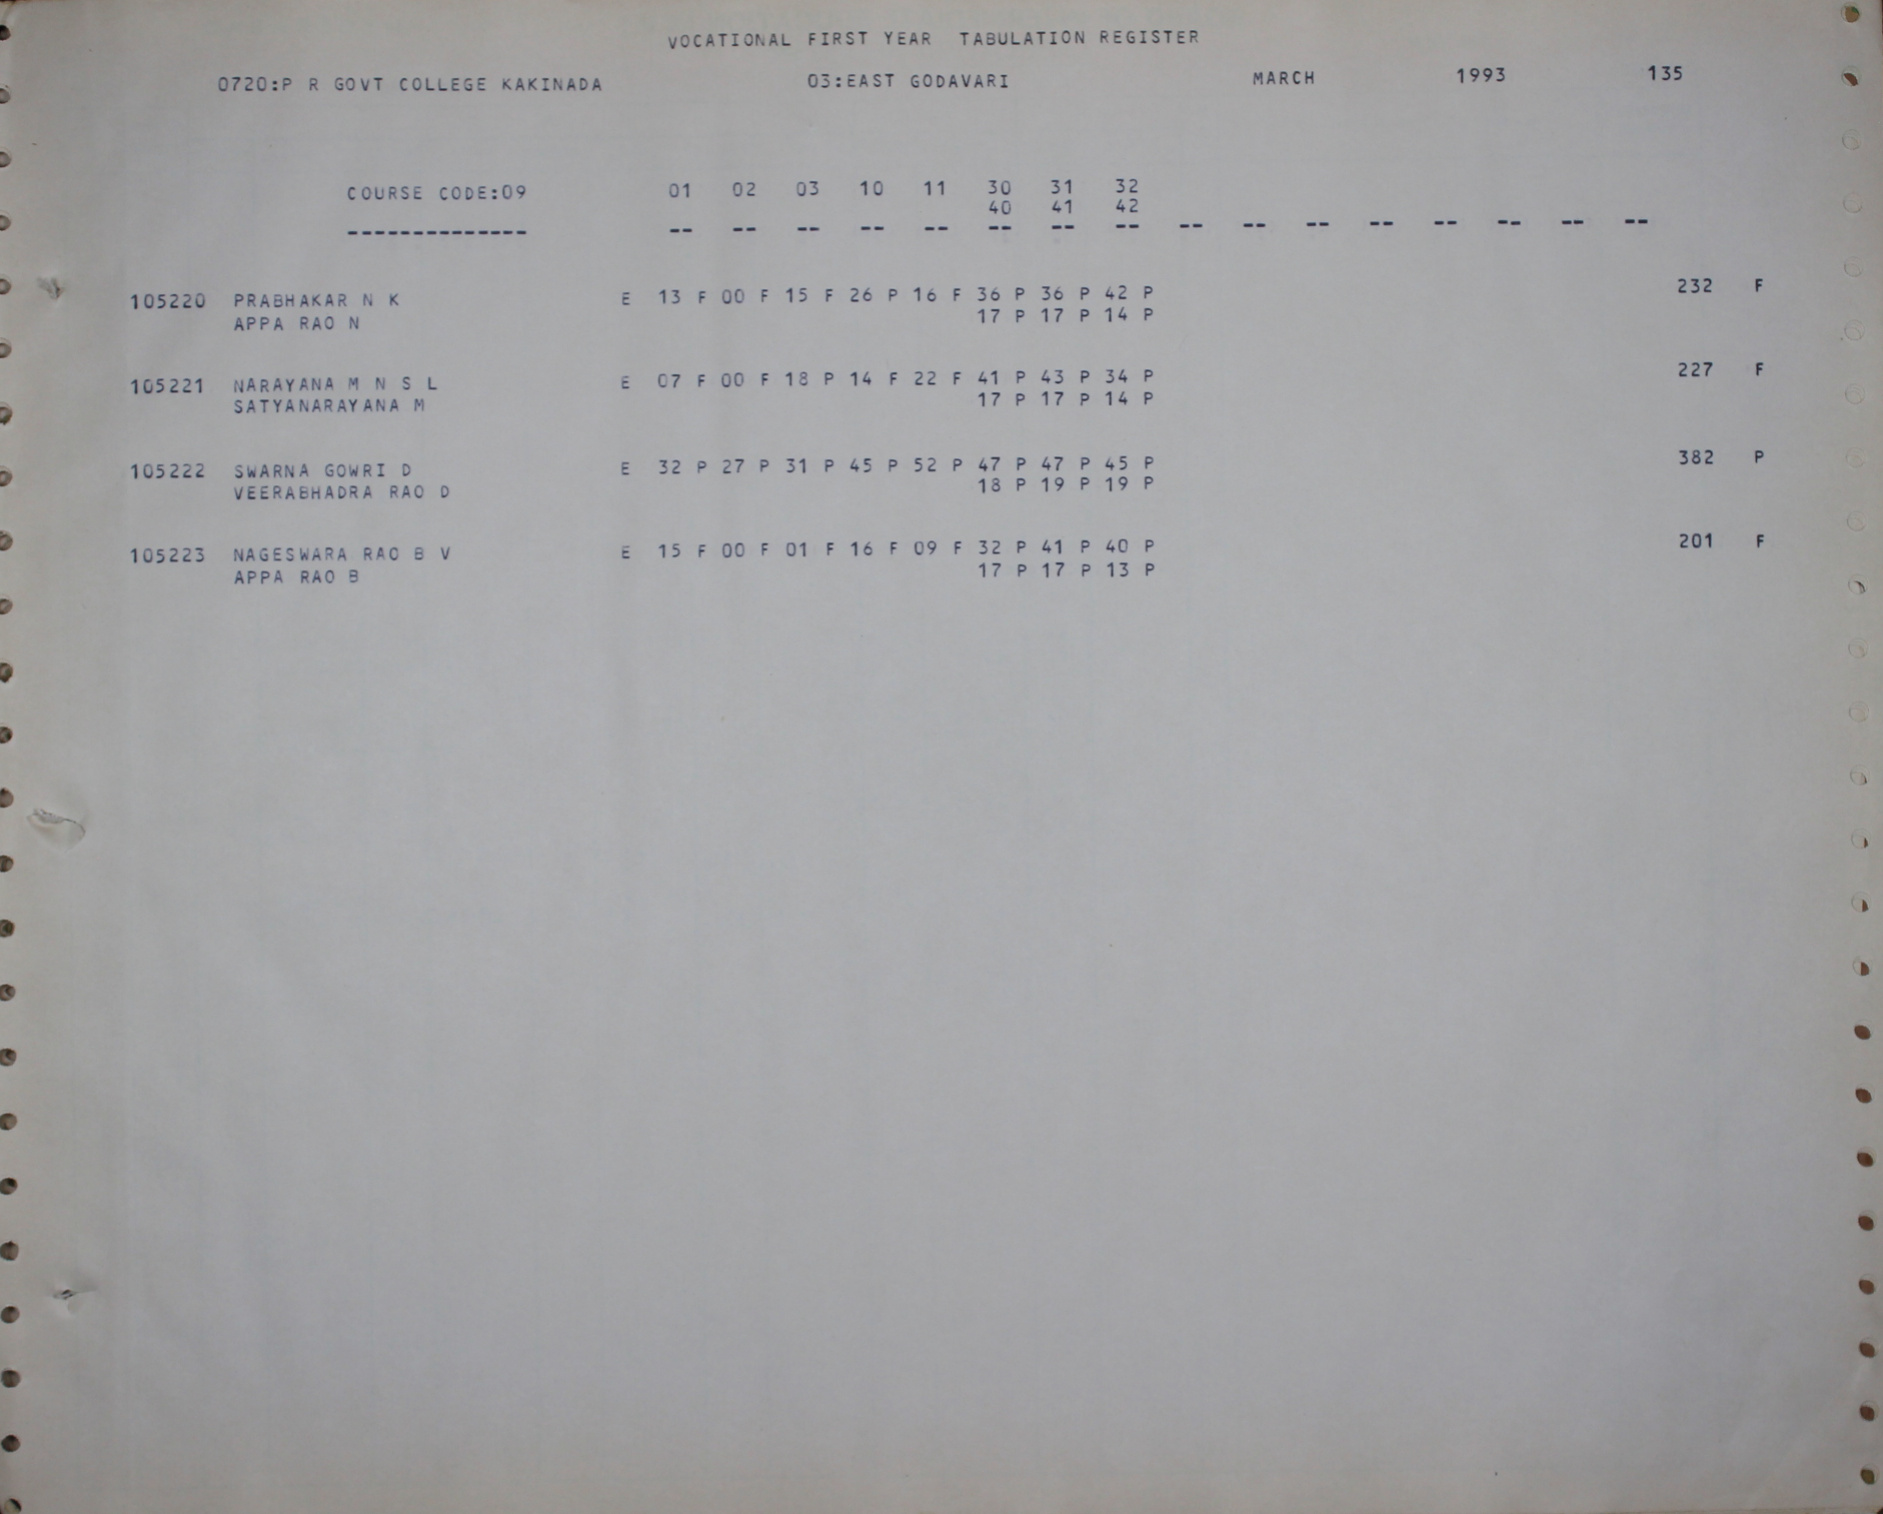 VOCATIONAL FIRST YEAR TABULATION REGISTER
0720:P R GOVT COLLEGE KAKINADA 03:EAST GODAVARI MARCH 1993 135
COURSE CODE:09 01 02 03 10 11 30 31 32
40 41 42
-------------- -- -- -- -- -- -- -- -- -- -- -- -- -- -- -- --
105220 PRABHAKAR N K E 13 F 00 F 15 F 26 P 16 F 36 P 36 P 42 P 232 F
APPA RAO N 17 P 17 P 14 P
105221 NARAYANA M N S L E 07 F 00 F 18 P 14 F 22 F 41 P 43 P 34 P 227 F
SATYANARAYANA M 17 P 17 P 14 P
105222 SWARNA GOWRI D E 32 P 27 P 31 P 45 P 52 P 47 P 47 P 45 P 382 P
VEERABHADRA RAO D 18 P 19 P 19 P
105223 NAGESWARA RAO B V E 15 F 00 F 01 F 16 F 09 F 32 P 41 P 40 P 201 F
APPA RAO B 17 P 17 P 13 P